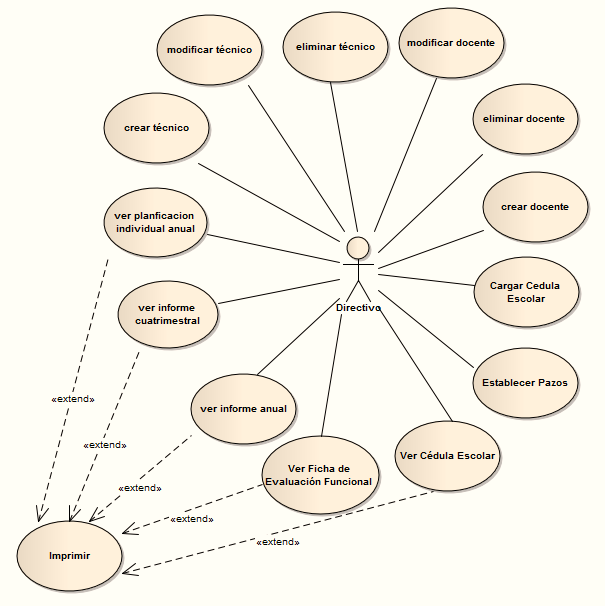 modificar técnico
eliminar técnico
modificar docente
crear técnico
eliminar docente
ver planficacion
individual anual
crear docente
ver informe
cuatrimestral
Directivo
Cargar Cedula
Escolar
Establecer Pazos
ver informe anual
Ver Ficha de
Evaluación Funcional
Ver Cédula Escolar
«extend»
«extend»
«extend»
«extend»
«extend»
Imprimir